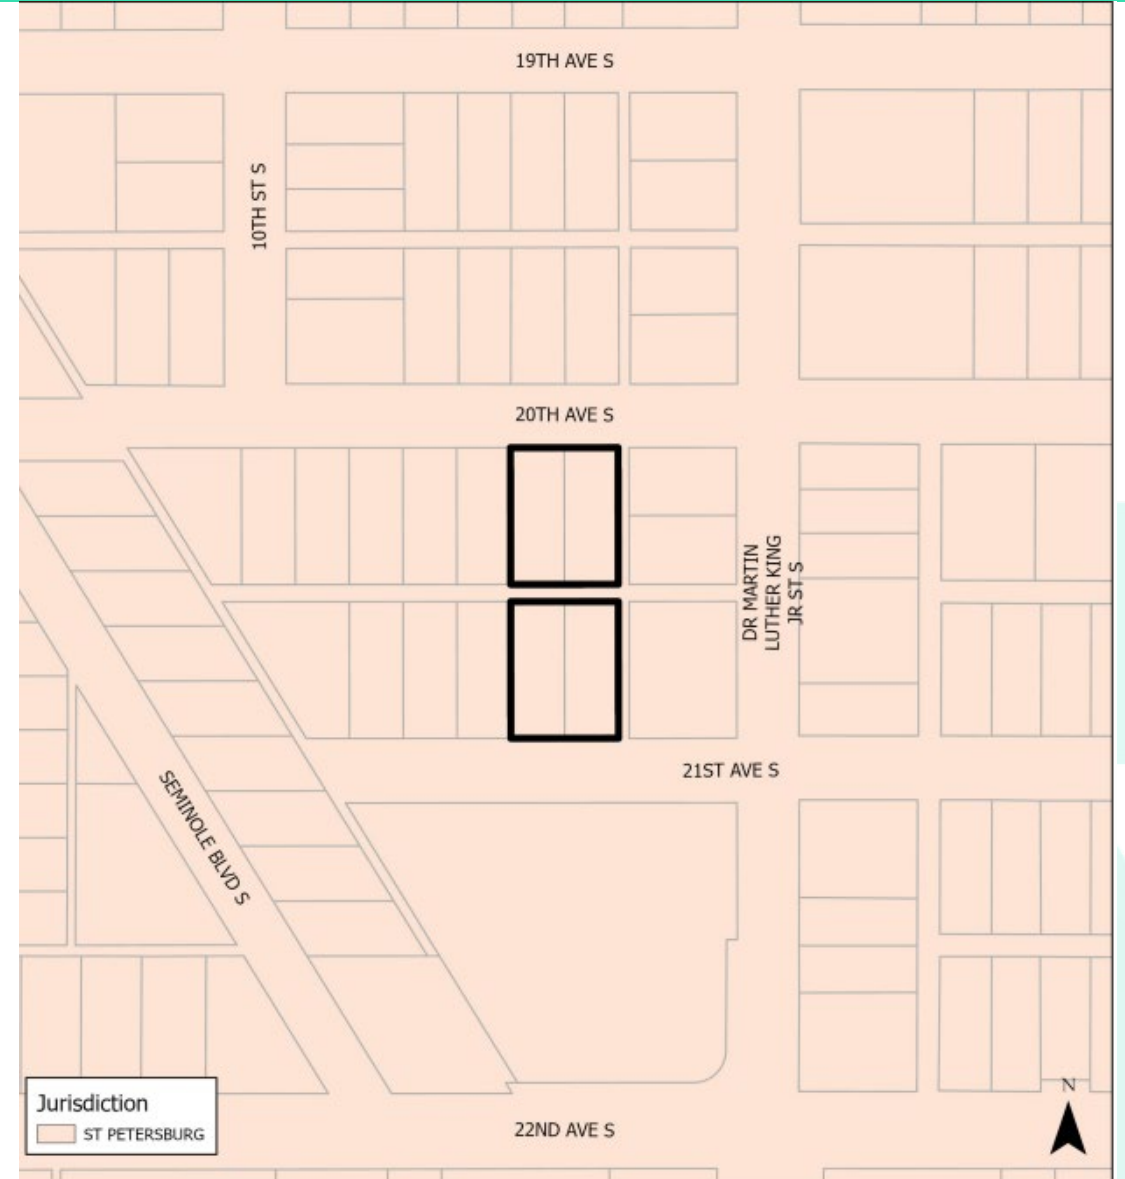 19TH AVE S
10TH ST S
20TH AVE S
DR MARTIN
LUTHER KING
JR ST S
21ST AVE S
SEMINOLE BLVD S
Jurisdiction
ST PETERSBURG
22ND AVE S
N